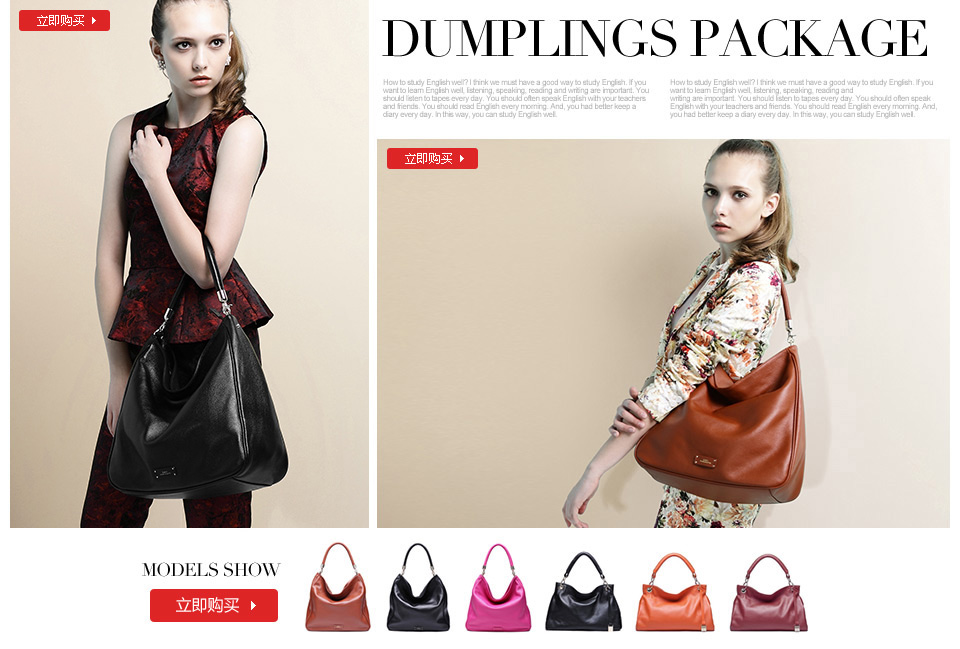 立即购买
DUMPLINGS PACKAGE
How to study English well? I think we must have a good way to study English. If you
want to learn English well, listening, speaking, reading and writing are important. You
should listen to tapes every day. You should often speak English with your teachers
and friends. You should read English every morning. And, you had better keep a
diary every day. In this way, you can study English well.
How to study English well? I think we must have a good way to study English. If you
want to learn English well, listening, speaking, reading and
writing are important. You should listen to tapes every day. You should often speak
English with your teachers and friends. You should read English every morning. And,
you had better keep a diary every day. In this way, you can study English well.
立即购买
MODELS SHOW
立即购买